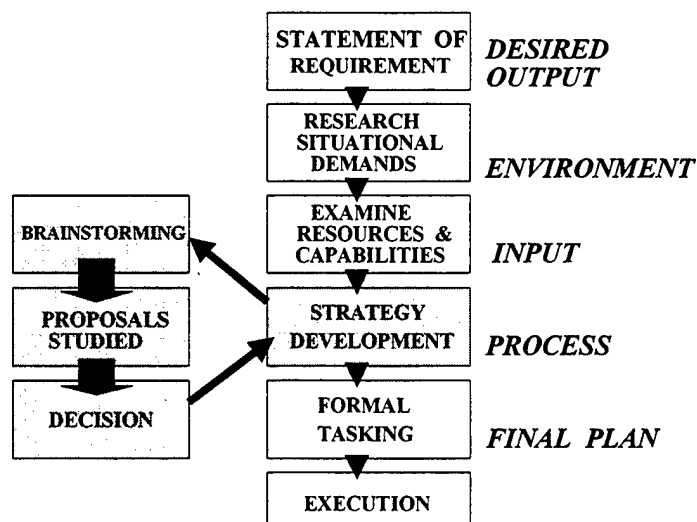 STATEMENT OF
REQUIREMENT
DESIRED
OUTPUT
RESEARCH
SITUATIONAL
DEMANDS
ENVIRONMENT
EXAMINE
RESOURCES &
CAPABILITIES
INPUT
BRAINSTORMING
PROPOSALS
STUDIED
STRATEGY
DEVELOPMENT
PROCESS
DECISION
FORMAL
TASKING
FINAL PLAN
EXECUTION